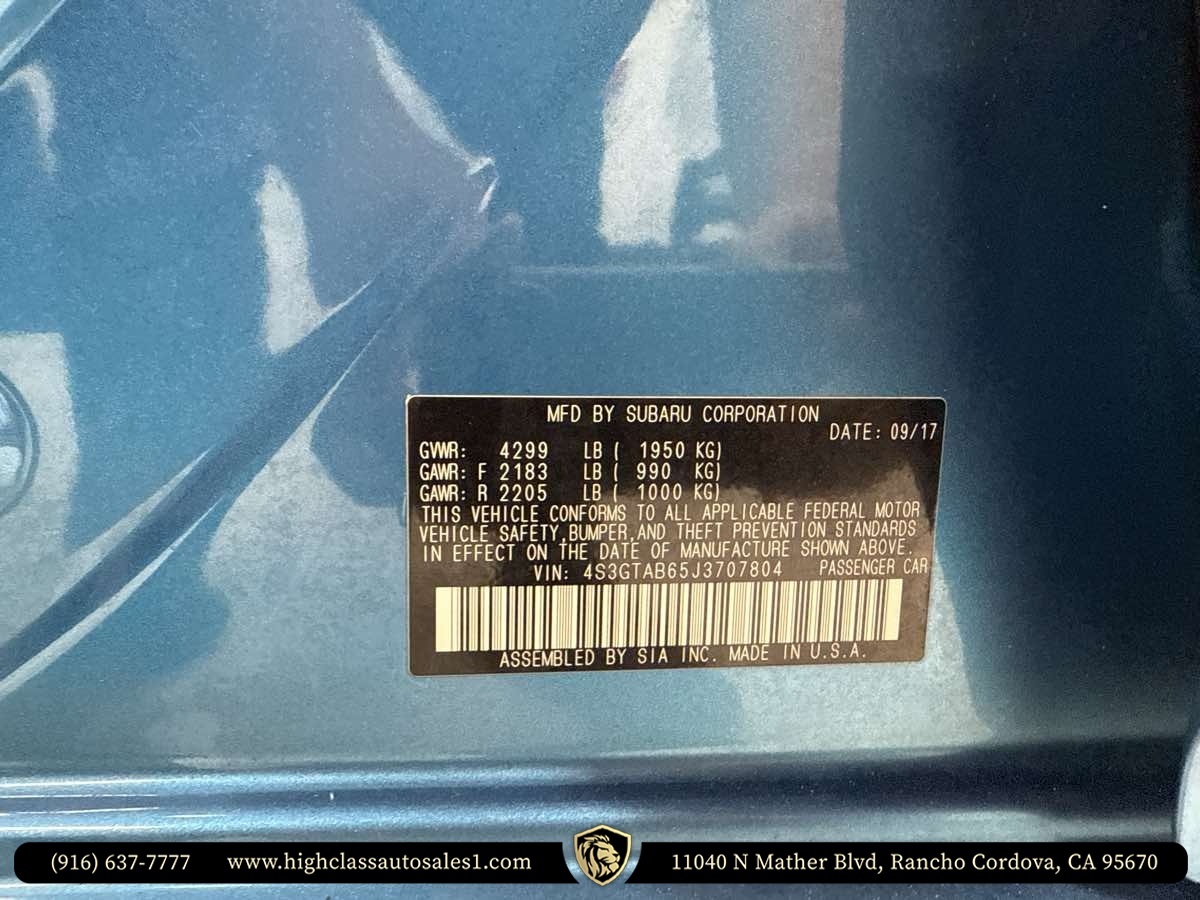 MFD BY SUBARU CORPORATION
DATE: 09/17
GVWR: 4299 LB ( 1950 KG)
GAWR: F 2183 LB ( 990 KG)
GAWR: R 2205 LB ( 1000 KG)
THIS VEHICLE CONFORMS TO ALL APPLICABLE FEDERAL MOTOR
VEHICLE SAFETY,BUMPER,AND THEFT PREVENTION STANDARDS
IN EFFECT ON THE DATE OF MANUFACTURE SHOWN ABOVE.
VIN: 4S3GTAB65J3707804 PASSENGER CAR
ASSEMBLED BY SIA INC. MADE IN U.S.A.
(916) 637-7777 www.highclassautosales1.com 11040 N Mather Blvd, Rancho Cordova, CA 95670